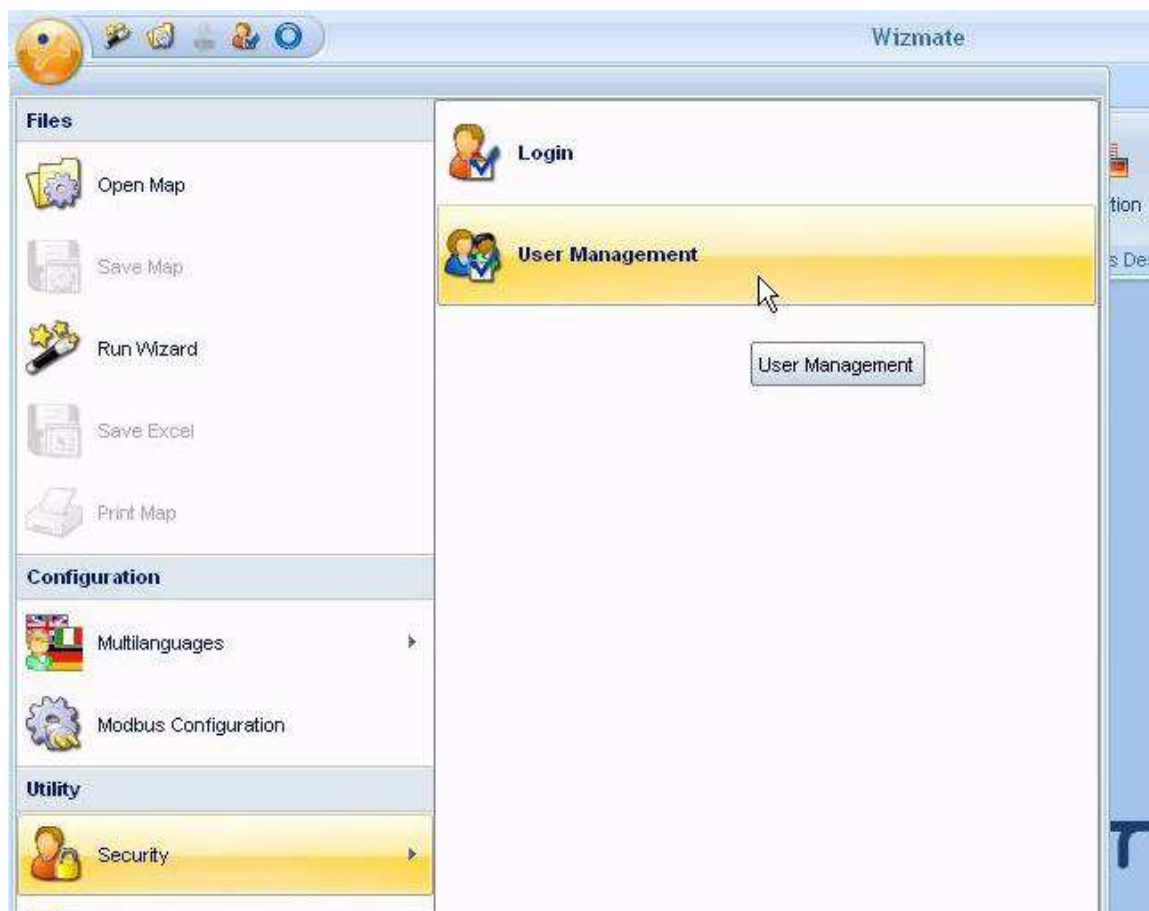 Wizmate
Files
Open Map
Save Map
Run Wizard
Save Excel
Print Map
Configuration
Multilanguages
Modbus Configuration
Utility
Security
Login
User Management
User Management
tion
s De